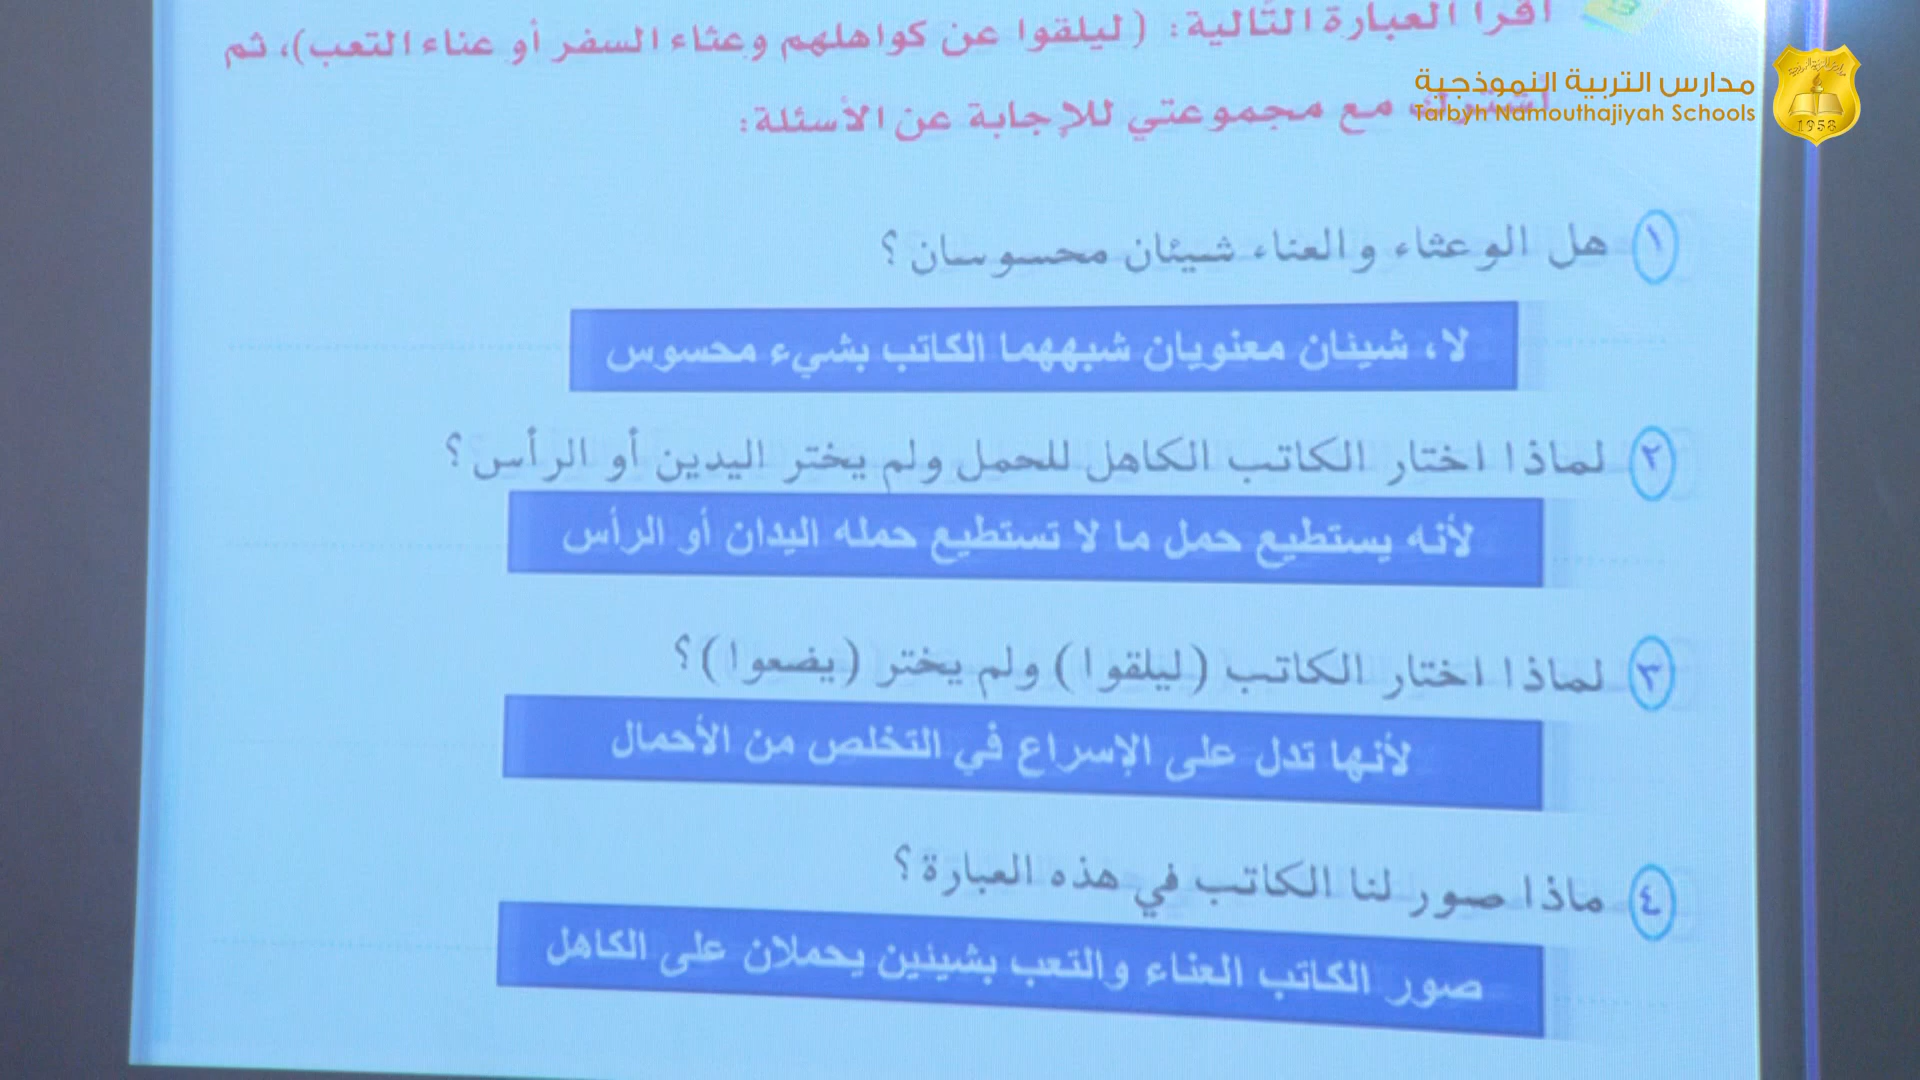 اقرأ العبارة التالية: (ليلقوا عن كواهلهم وعثاء السفر أو عناء التعب)، ثم
أشترك مع مجموعتي للإجابة عن الأسئلة:
مدارس التربية النموذجية
Tarbyh Namouthajiyah Schools
1958
١ هل الوعثاء والعناء شيئان محسوسان؟
لا، شيئان معنويان شبههما الكاتب بشيء محسوس
٢ لماذا اختار الكاتب الكاهل للحمل ولم يختر اليدين أو الرأس؟
لأنه يستطيع حمل ما لا تستطيع حمله اليدان أو الرأس
٣ لماذا اختار الكاتب (ليلقوا) ولم يختر (يضعوا)؟
لأنها تدل على الإسراع في التخلص من الأحمال
٤ ماذا صور لنا الكاتب في هذه العبارة؟
صور الكاتب العناء والتعب بشيئين يحملان على الكاهل